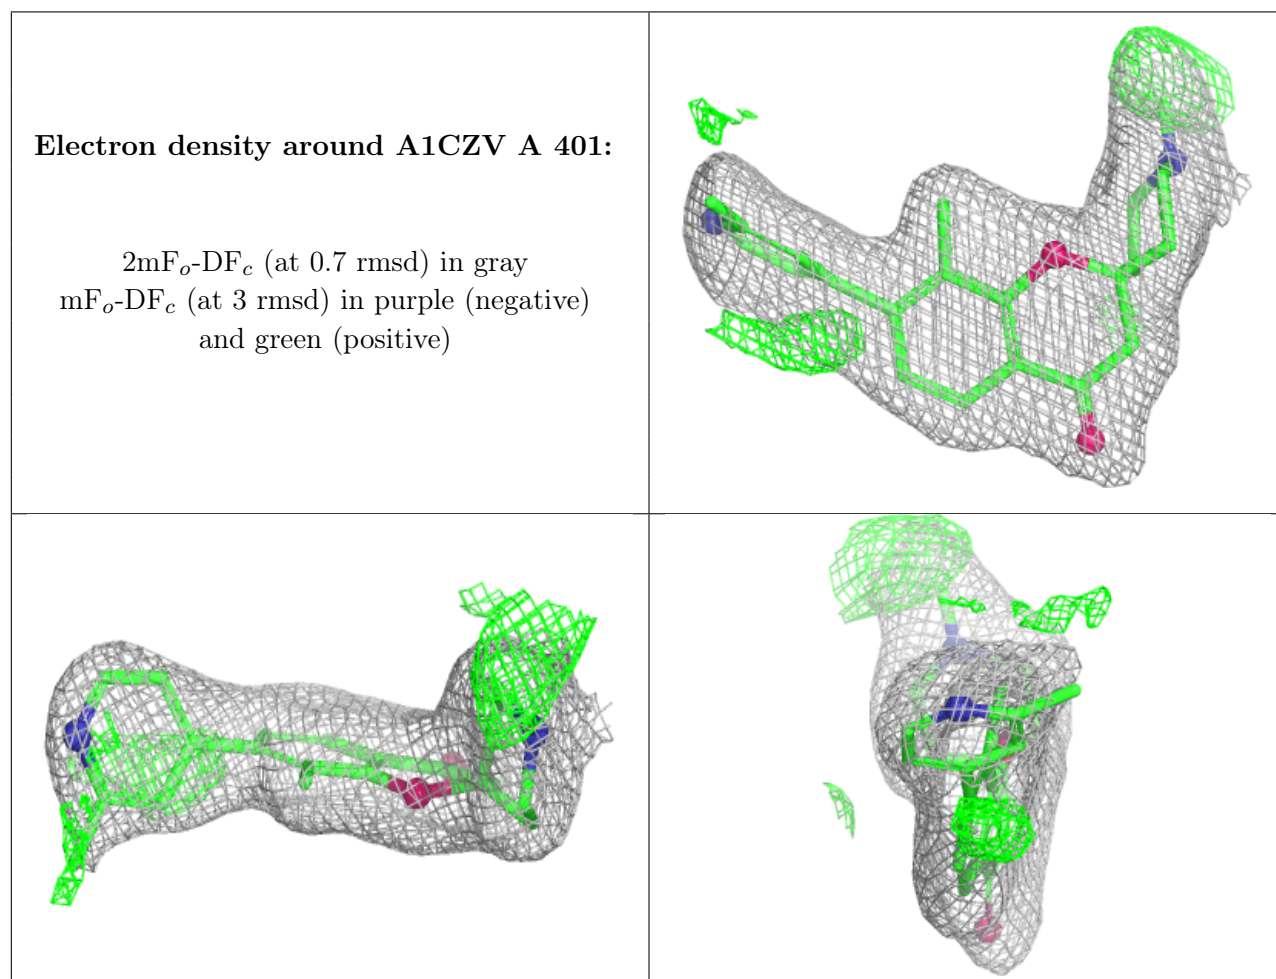 Electron density around A1CZV A 401:
2mFo-DFc (at 0.7 rmsd) in gray
mFo-DFc (at 3 rmsd) in purple (negative)
and green (positive)